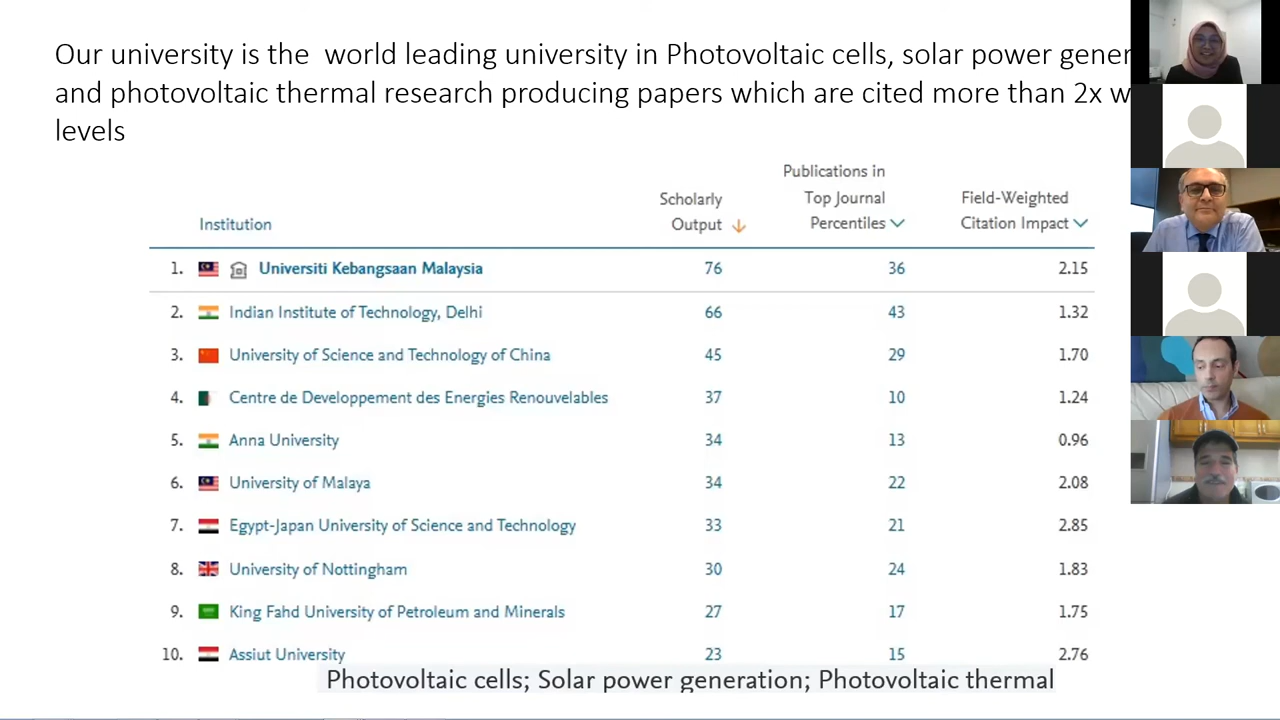 Our university is the world leading university in Photovoltaic cells, solar power gener
and photovoltaic thermal research producing papers which are cited more than 2x w
levels
Institution Scholarly Output Publications in Top Journal Percentiles Field-Weighted Citation Impact
1. Universiti Kebangsaan Malaysia 76 36 2.15
2. Indian Institute of Technology, Delhi 66 43 1.32
3. University of Science and Technology of China 45 29 1.70
4. Centre de Developpement des Energies Renouvelables 37 10 1.24
5. Anna University 34 13 0.96
6. University of Malaya 34 22 2.08
7. Egypt-Japan University of Science and Technology 33 21 2.85
8. University of Nottingham 30 24 1.83
9. King Fahd University of Petroleum and Minerals 27 17 1.75
10. Assiut University 23 15 2.76
Photovoltaic cells; Solar power generation; Photovoltaic thermal